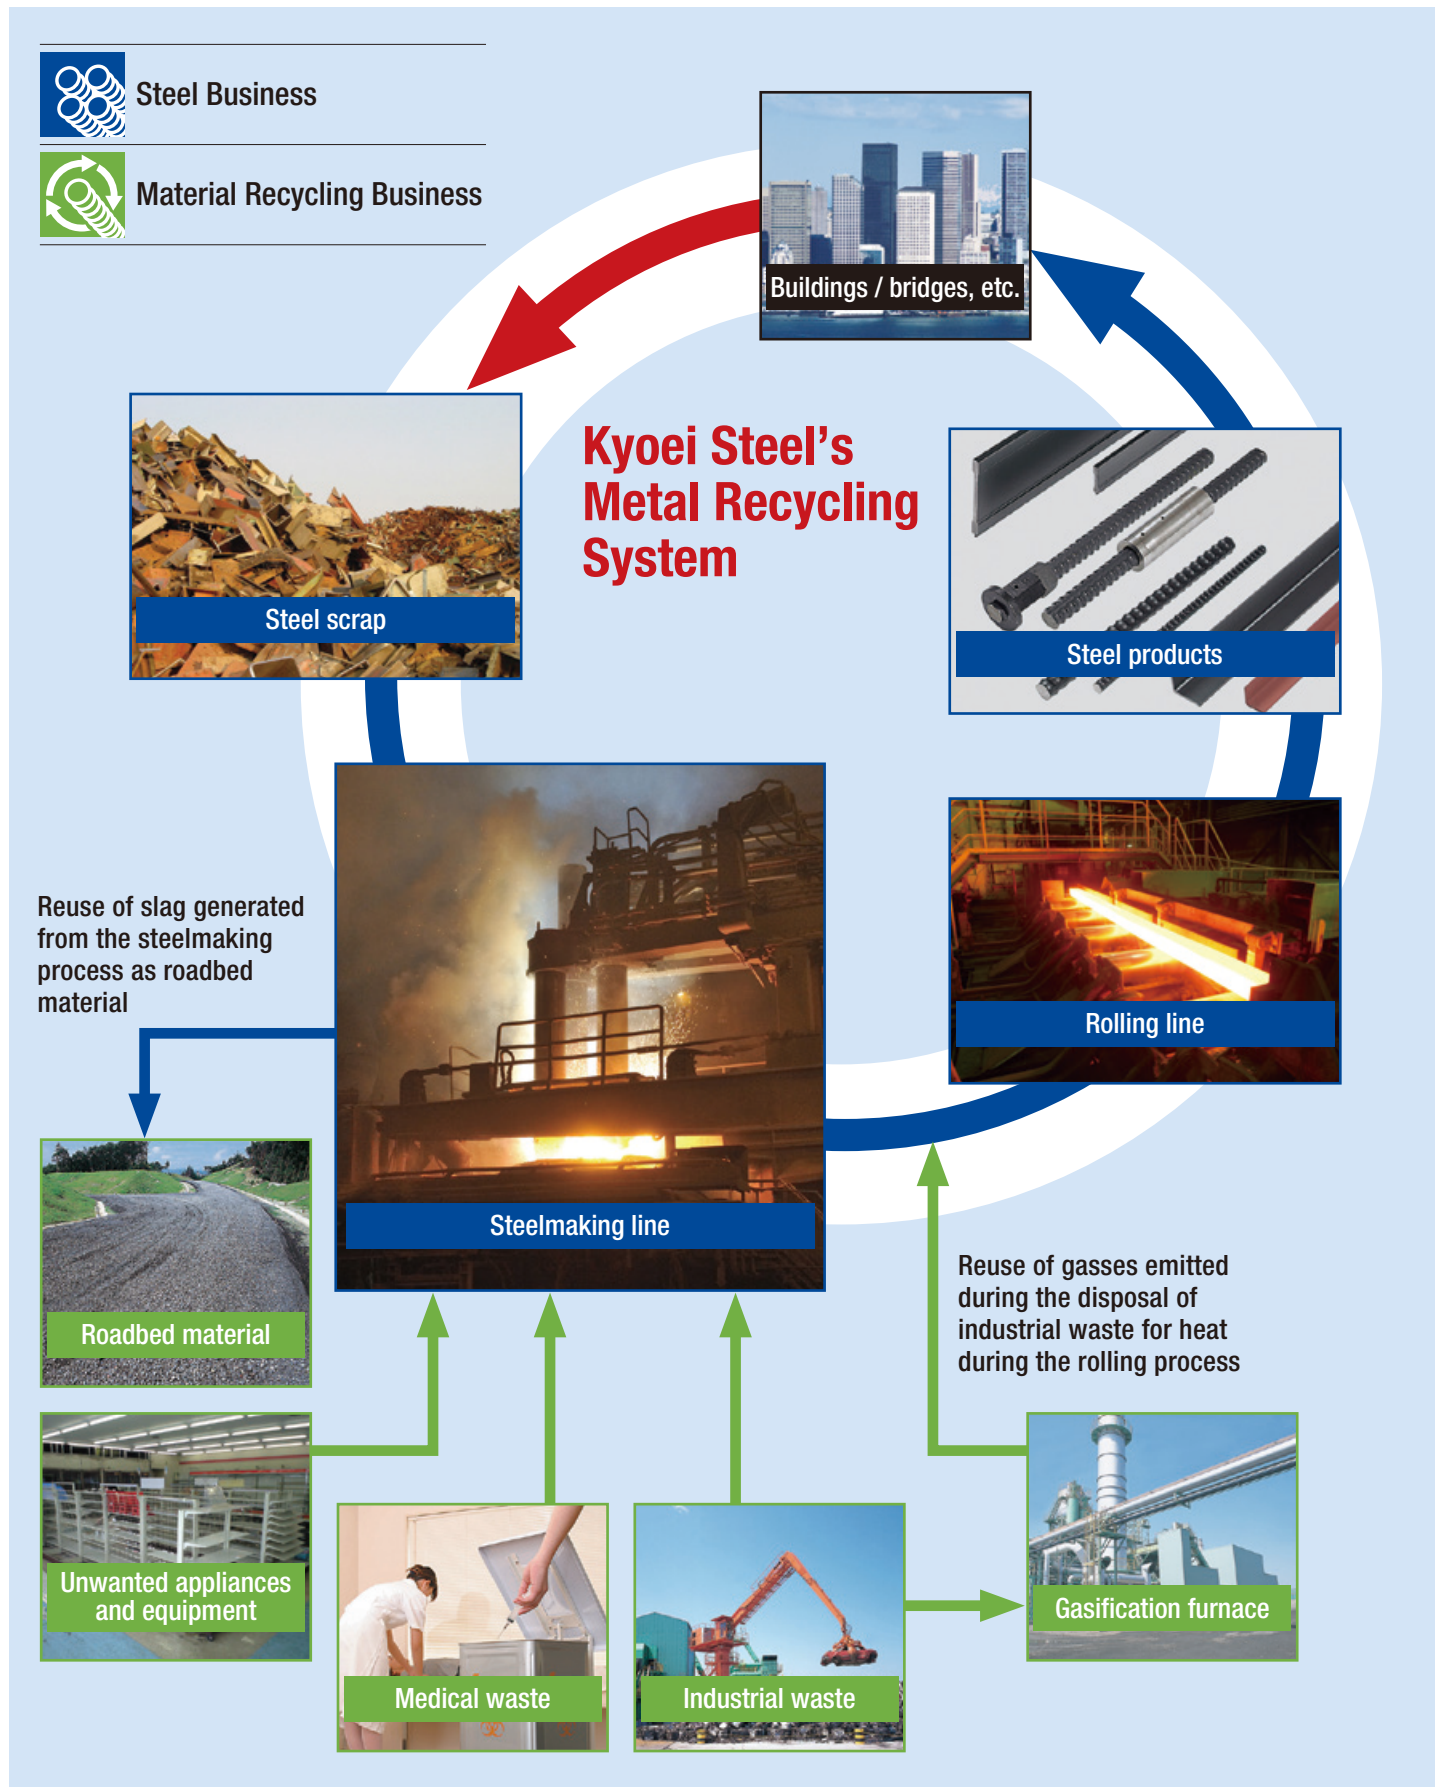 Steel Business
Material Recycling Business
Buildings / bridges, etc.
Kyoei Steel’s
Metal Recycling
System
Steel scrap
Steel products
Reuse of slag generated
from the steelmaking
process as roadbed
material
Rolling line
Steelmaking line
Roadbed material
Reuse of gasses emitted
during the disposal of
industrial waste for heat
during the rolling process
Unwanted appliances
and equipment
Gasification furnace
Medical waste
Industrial waste